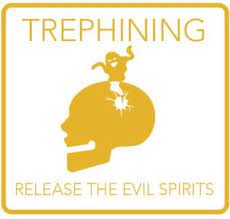 TREPHINING
RELEASE THE EVIL SPIRITS